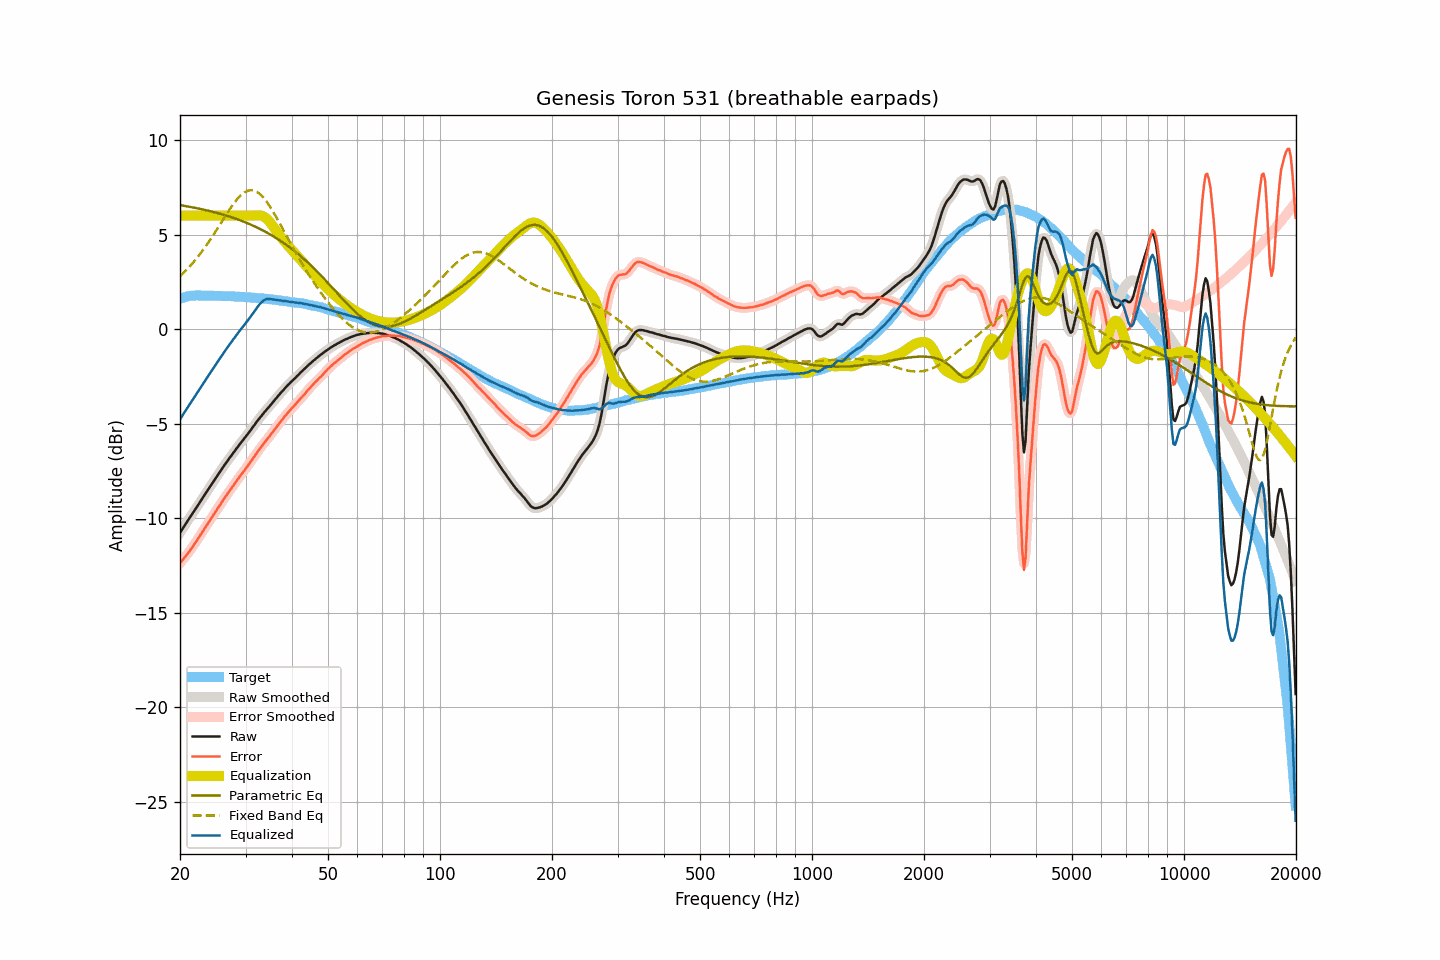 Genesis Toron 531 (breathable earpads)
10
5
0
−5
−10
−15
−20
−25
Amplitude (dBr)
Target
Raw Smoothed
Error Smoothed
Raw
Error
Equalization
Parametric Eq
Fixed Band Eq
Equalized
20 50 100 200 500 1000 2000 5000 10000 20000
Frequency (Hz)